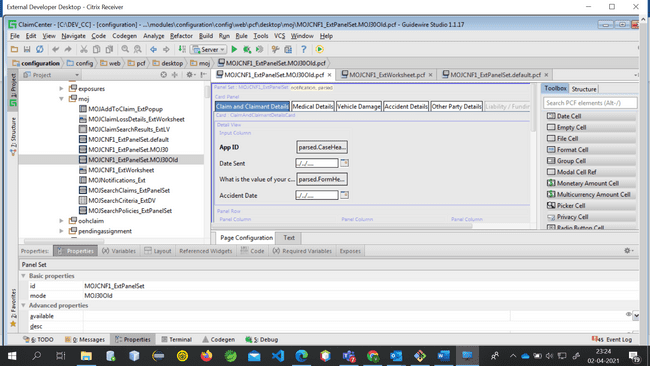 External Developer Desktop - Citrix Receiver
ClaimCenter - [C:\DEV_CC] - [configuration] - ...\modules\configuration\config\web\pcf\desktop\moj\MOJCNF1_ExtPanelSet.MOJ30Old.pcf - Guidewire Studio 1.1.17
File Edit View Navigate Code Codegen Analyze Refactor Build Run Rule Tools VCS Window Help
Server
configuration config web pcf desktop moj MOJCNF1_ExtPanelSet.MOJ30Old.pcf
Project
MOJCNF1_ExtPanelSet.MOJ30Old.pcf MOJCNF1_ExtWorksheet.pcf MOJCNF1_ExtPanelSet.default.pcf
1: Project
Structure
2: Favorites
exposures
moj
MOJAddToClaim_ExtPopup
MOJClaimLossDetails_ExtWorksheet
MOJClaimSearchResults_ExtLV
MOJCNF1_ExtPanelSet.default
MOJCNF1_ExtPanelSet.MOJ30
MOJCNF1_ExtPanelSet.MOJ30Old
MOJCNF1_ExtWorksheet
MOJNotifications_Ext
MOJSearchClaims_ExtPanelSet
MOJSearchCriteria_ExtDV
MOJSearchPolicies_ExtPanelSet
oohclaim
pendingassignment
Panel Set : MOJCNF1_ExtPanelSet notification, parsed
Card Panel
Claim and Claimant Details Medical Details Vehicle Damage Accident Details Other Party Details Liability / Fundin
Card : ClaimAndClaimantDetailsCard
Detail View
Input Column
App ID parsed.CaseHea...
Date Sent ../../....
What is the value of your c... parsed.FormHe...
Accident Date ../../....
Panel Row
Panel Column Panel Column Panel Column
Page Configuration Text
Toolbox Structure
Search PCF elements (Alt-/)
Date Cell
Empty Cell
File Cell
Format Cell
Group Cell
Modal Cell Ref
Monetary Amount Cell
Multicurrency Amount Cell
Picker Cell
Privacy Cell
Radio Button Cell
Properties: Properties (x) Variables Layout Referenced Widgets Code (x) Required Variables Exposes
Panel Set
Basic properties
id MOJCNF1_ExtPanelSet
mode MOJ30Old
Advanced properties
available
desc
6: TODO 0: Messages Properties Terminal Codegen 5: Debug Event Log
23:24
02-04-2021